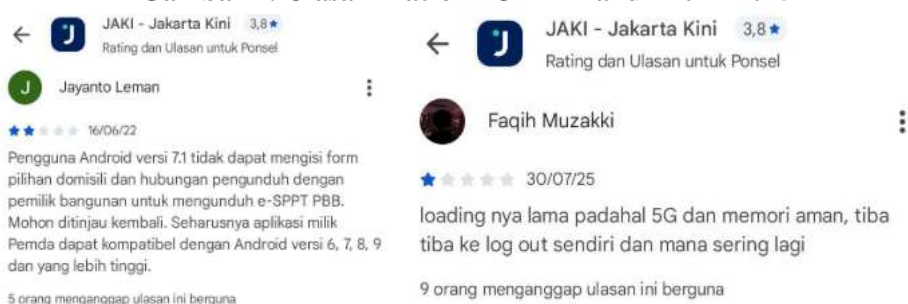 JAKI - Jakarta Kini 3,8★
Rating dan Ulasan untuk Ponsel
J Jayanto Leman
16/06/22
Pengguna Android versi 7.1 tidak dapat mengisi form
pilihan domisili dan hubungan pengunduh dengan
pemilik bangunan untuk mengunduh e-SPPT PBB.
Mohon ditinjau kembali. Seharusnya aplikasi milik
Pemda dapat kompatibel dengan Android versi 6, 7, 8, 9
dan yang lebih tinggi.
5 orang menganggap ulasan ini berguna
JAKI - Jakarta Kini 3,8★
Rating dan Ulasan untuk Ponsel
Faqih Muzakki
30/07/25
loading nya lama padahal 5G dan memori aman, tiba
tiba ke log out sendiri dan mana sering lagi
9 orang menganggap ulasan ini berguna